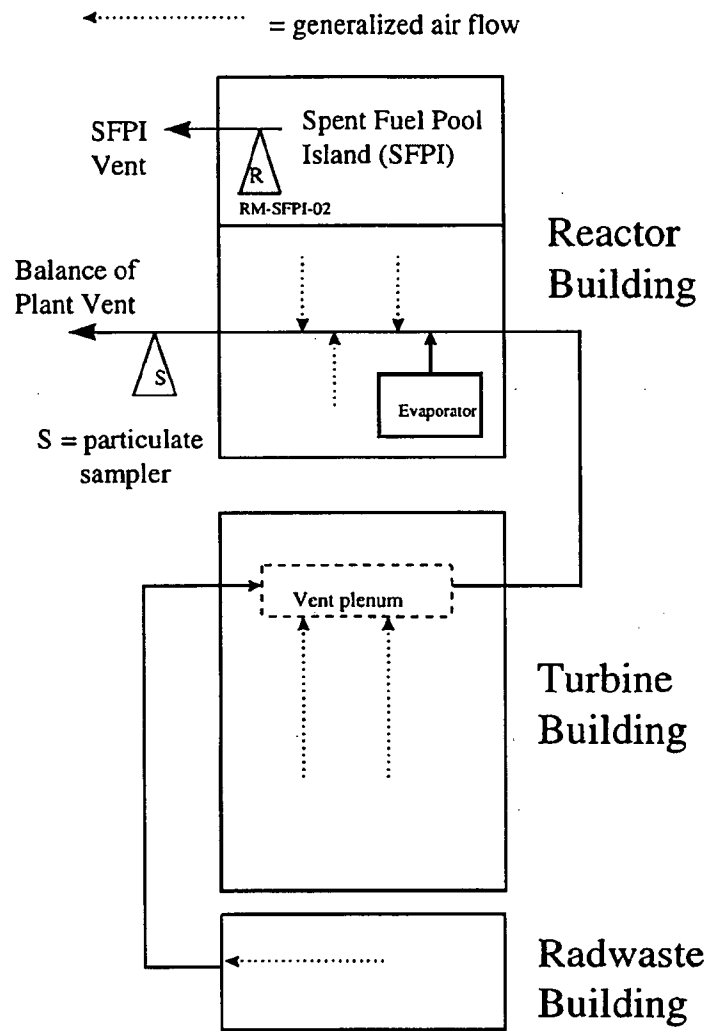 = generalized air flow
SFPI
Vent
Spent Fuel Pool
Island (SFPI)
R
RM-SFPI-02
Reactor
Building
Balance of
Plant Vent
S
Evaporator
S = particulate
sampler
Vent plenum
Turbine
Building
Radwaste
Building